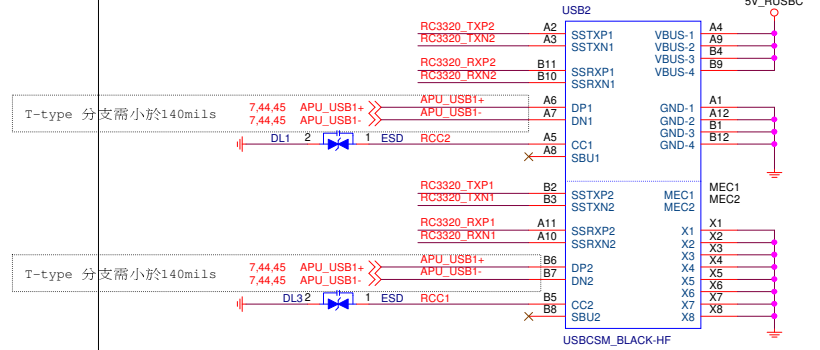 5V_RUSBC
USB2
RC3320_TXP2 A2 SSTXP1 VBUS-1 A4
RC3320_TXN2 A3 SSTXN1 VBUS-2 A9
VBUS-3 B4
RC3320_RXP2 B11 SSRXP1 VBUS-4 B9
RC3320_RXN2 B10 SSRXN1
T-type 分支需小於140mils 7,44,45 APU_USB1+ APU_USB1+ A6 DP1 GND-1 A1
7,44,45 APU_USB1- APU_USB1- A7 DN1 GND-2 A12
GND-3 B1
DL1 2 1 ESD RCC2 A5 CC1 GND-4 B12
A8 SBU1
RC3320_TXP1 B2 SSTXP2 MEC1 MEC1
RC3320_TXN1 B3 SSTXN2 MEC2 MEC2
RC3320_RXP1 A11 SSRXP2 X1 X1
RC3320_RXN1 A10 SSRXN2 X2 X2
X3 X3
T-type 分支需小於140mils 7,44,45 APU_USB1+ APU_USB1+ B6 DP2 X4 X4
7,44,45 APU_USB1- APU_USB1- B7 DN2 X5 X5
X6 X6
DL3 2 1 ESD RCC1 B5 CC2 X7 X7
B8 SBU2 X8 X8
USBCSM_BLACK-HF